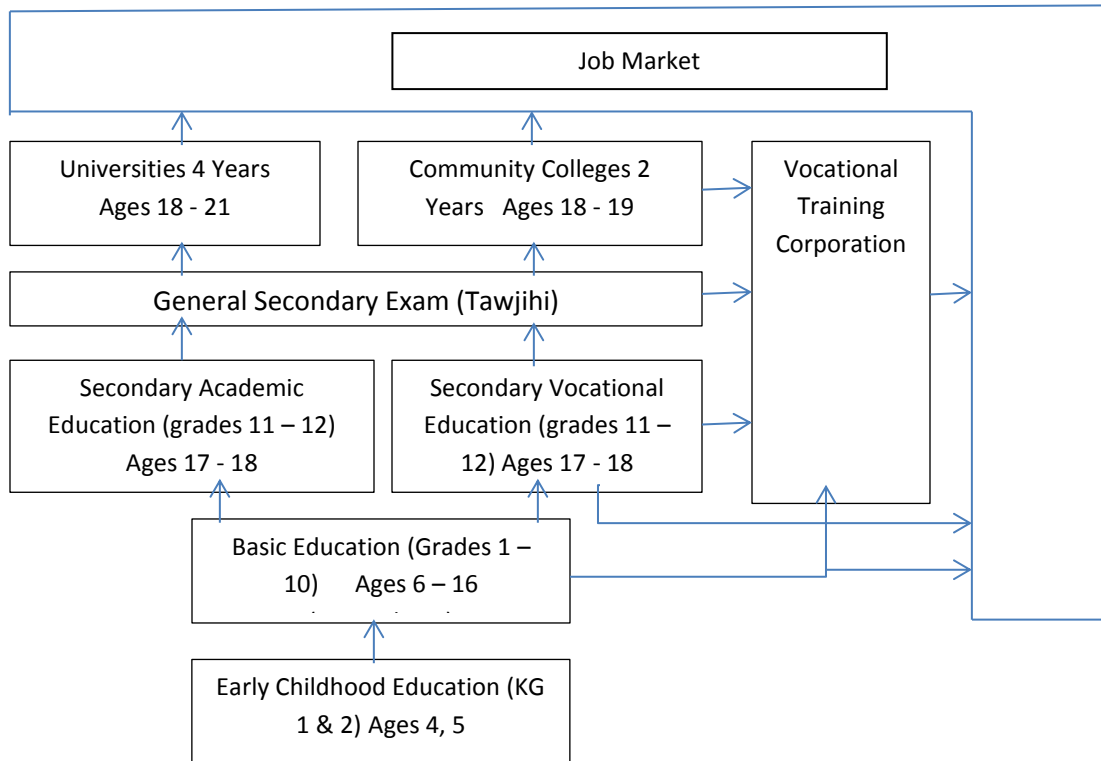 Job Market
Universities 4 Years
Ages 18 - 21
Community Colleges 2
Years Ages 18 - 19
Vocational
Training
Corporation
General Secondary Exam (Tawjihi)
Secondary Academic
Education (grades 11 – 12)
Ages 17 - 18
Secondary Vocational
Education (grades 11 –
12) Ages 17 - 18
Basic Education (Grades 1 –
10) Ages 6 – 16
Early Childhood Education (KG
1 & 2) Ages 4, 5